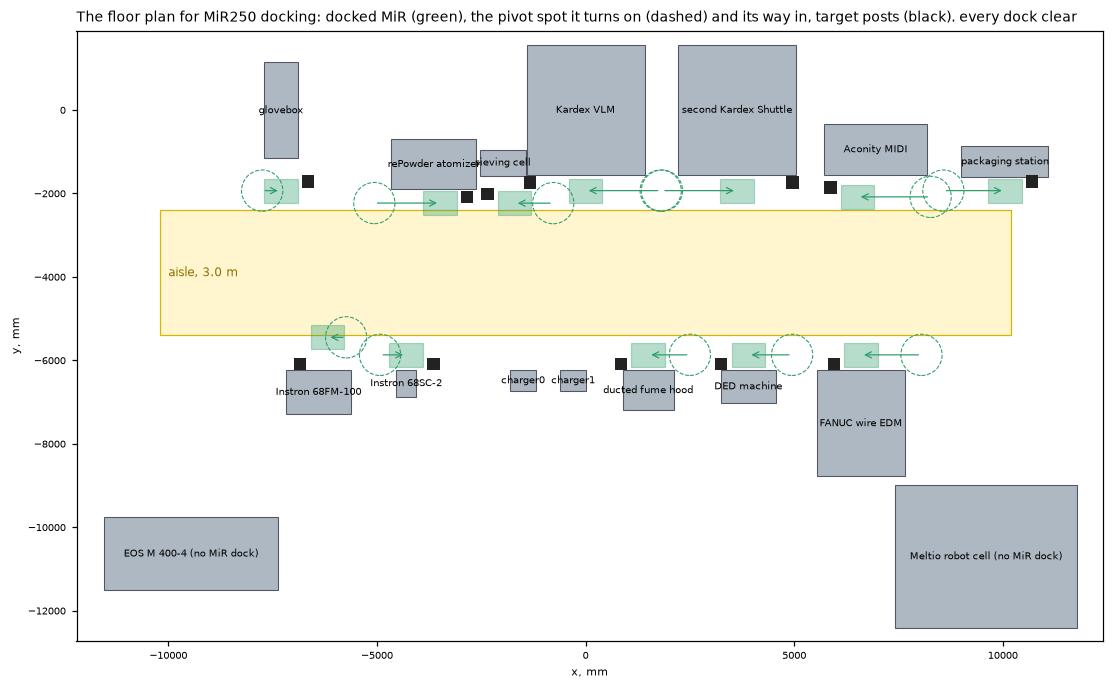 The floor plan for MiR250 docking: docked MiR (green), the pivot spot it turns on (dashed) and its way in, target posts (black). every dock clear
glovebox
Kardex VLM
second Kardex Shuttle
Aconity MIDI
rePowder atomizer
sieving cell
packaging station
aisle, 3.0 m
Instron 68FM-100
Instron 68SC-2
charger0
charger1
ducted fume hood
DED machine
FANUC wire EDM
EOS M 400-4 (no MiR dock)
Meltio robot cell (no MiR dock)
y, mm
0
−2000
−4000
−6000
−8000
−10000
−12000
−10000
−5000
0
5000
10000
x, mm